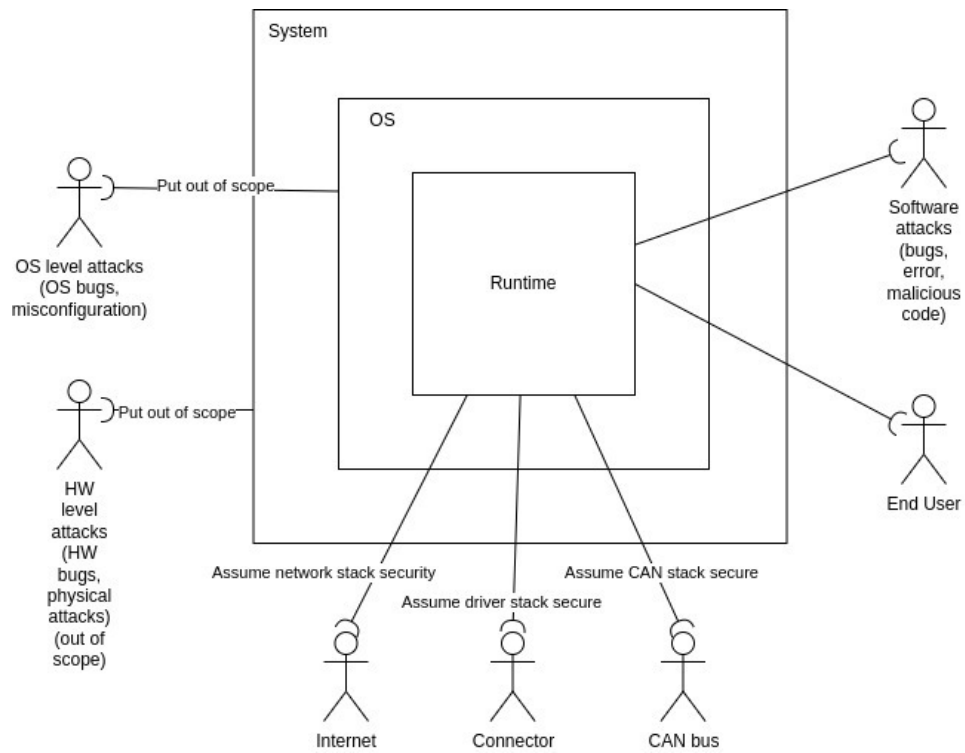 System
OS
Put out of scope
OS level attacks
(OS bugs,
misconfiguration)
Runtime
Software
attacks
(bugs,
error,
malicious
code)
Put out of scope
HW
level
attacks
(HW
bugs,
physical
attacks)
(out of
scope)
End User
Assume network stack security
Assume driver stack secure
Assume CAN stack secure
Internet
Connector
CAN bus